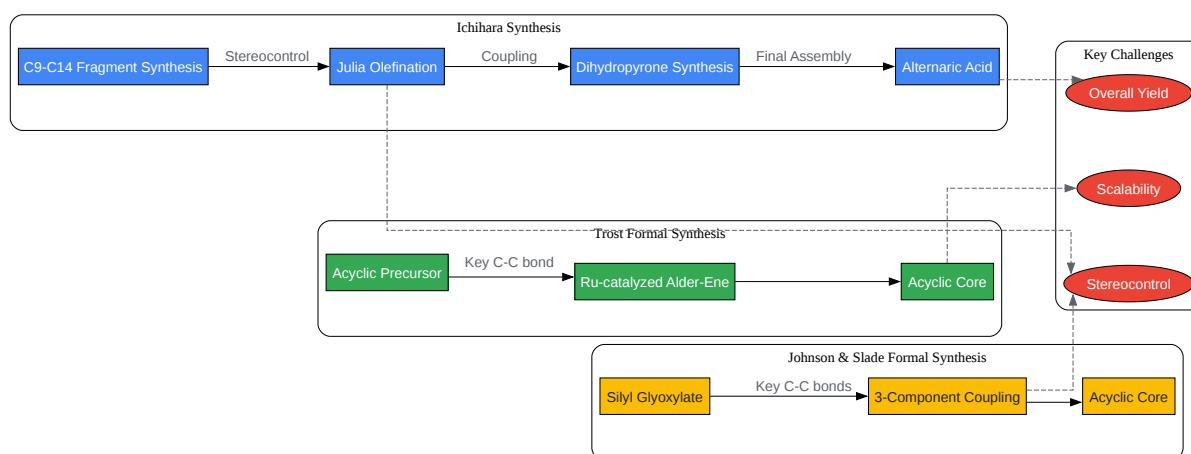 Ichihara Synthesis
C9-C14 Fragment Synthesis
Stereocontrol
Julia Olefination
Coupling
Dihydropyrone Synthesis
Final Assembly
Alternaric Acid
Key Challenges
Overall Yield
Scalability
Stereocontrol
Trost Formal Synthesis
Acyclic Precursor
Key C-C bond
Ru-catalyzed Alder-Ene
Acyclic Core
Johnson & Slade Formal Synthesis
Silyl Glyoxylate
Key C-C bonds
3-Component Coupling
Acyclic Core